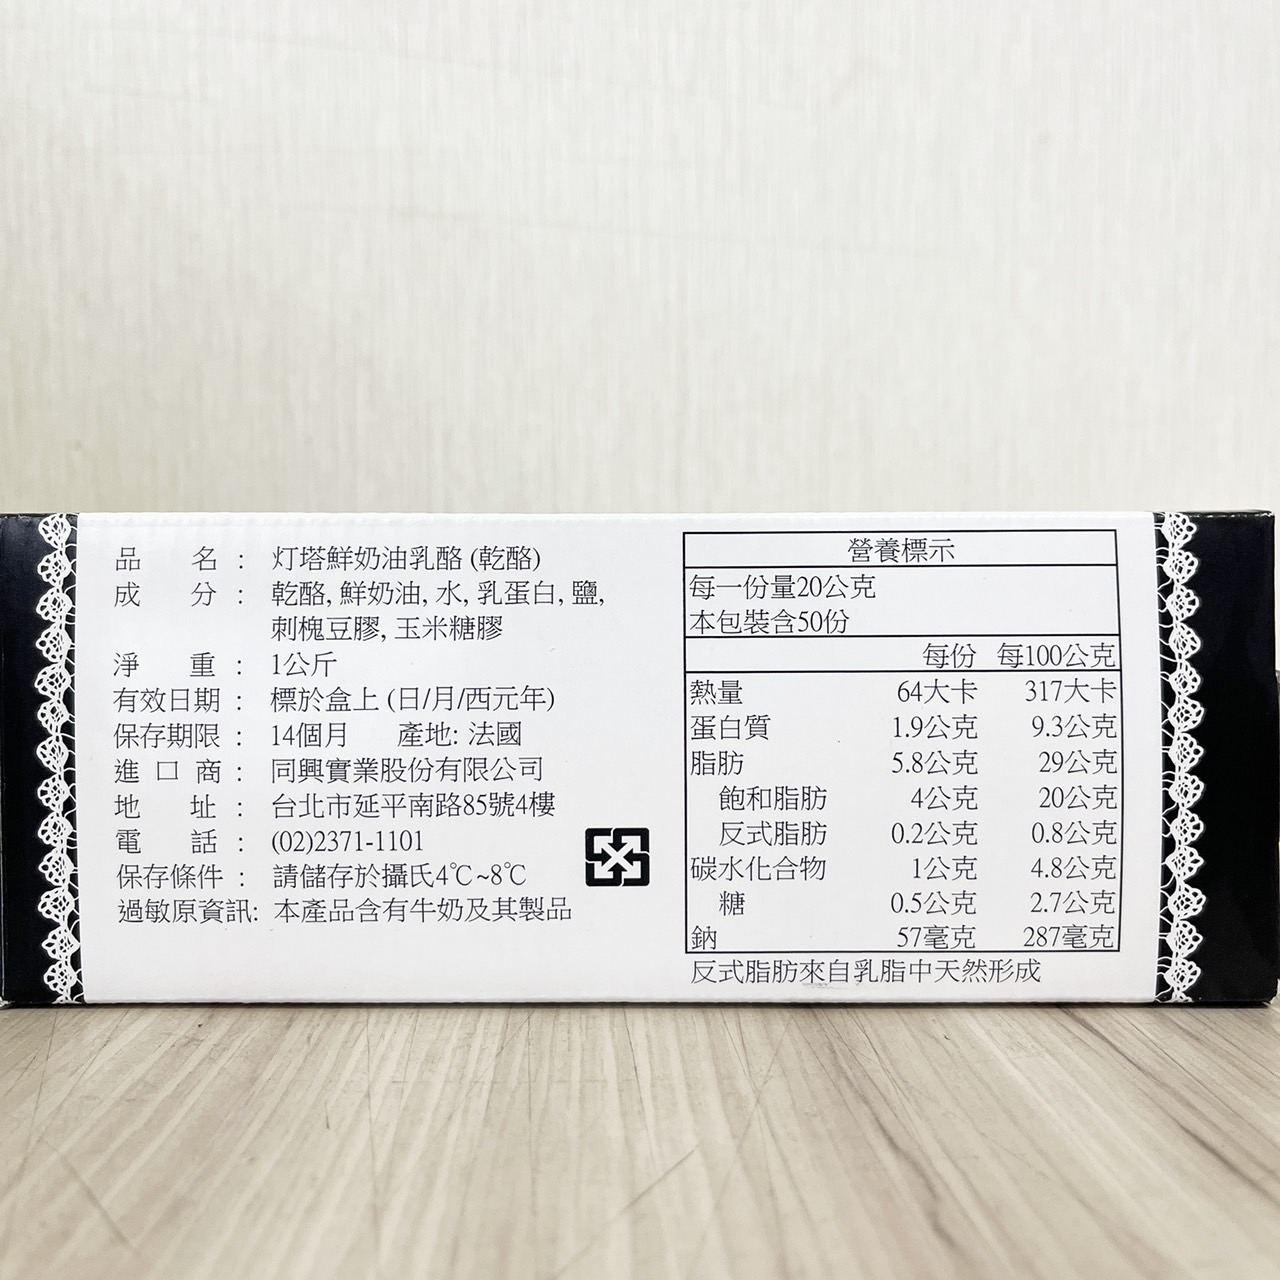 品名： 灯塔鮮奶油乳酪 (乾酪)
成分： 乾酪, 鮮奶油, 水, 乳蛋白, 鹽,
刺槐豆膠, 玉米糖膠
淨重： 1公斤
有效日期： 標於盒上 (日/月/西元年)
保存期限： 14個月 產地: 法國
進口商： 同興實業股份有限公司
地址： 台北市延平南路85號4樓
電話： (02)2371-1101
保存條件： 請儲存於攝氏4℃~8℃
過敏原資訊: 本產品含有牛奶及其製品
營養標示
每一份量20公克
本包裝含50份
每份 每100公克
熱量 64大卡 317大卡
蛋白質 1.9公克 9.3公克
脂肪 5.8公克 29公克
飽和脂肪 4公克 20公克
反式脂肪 0.2公克 0.8公克
碳水化合物 1公克 4.8公克
糖 0.5公克 2.7公克
鈉 57毫克 287毫克
反式脂肪來自乳脂中天然形成